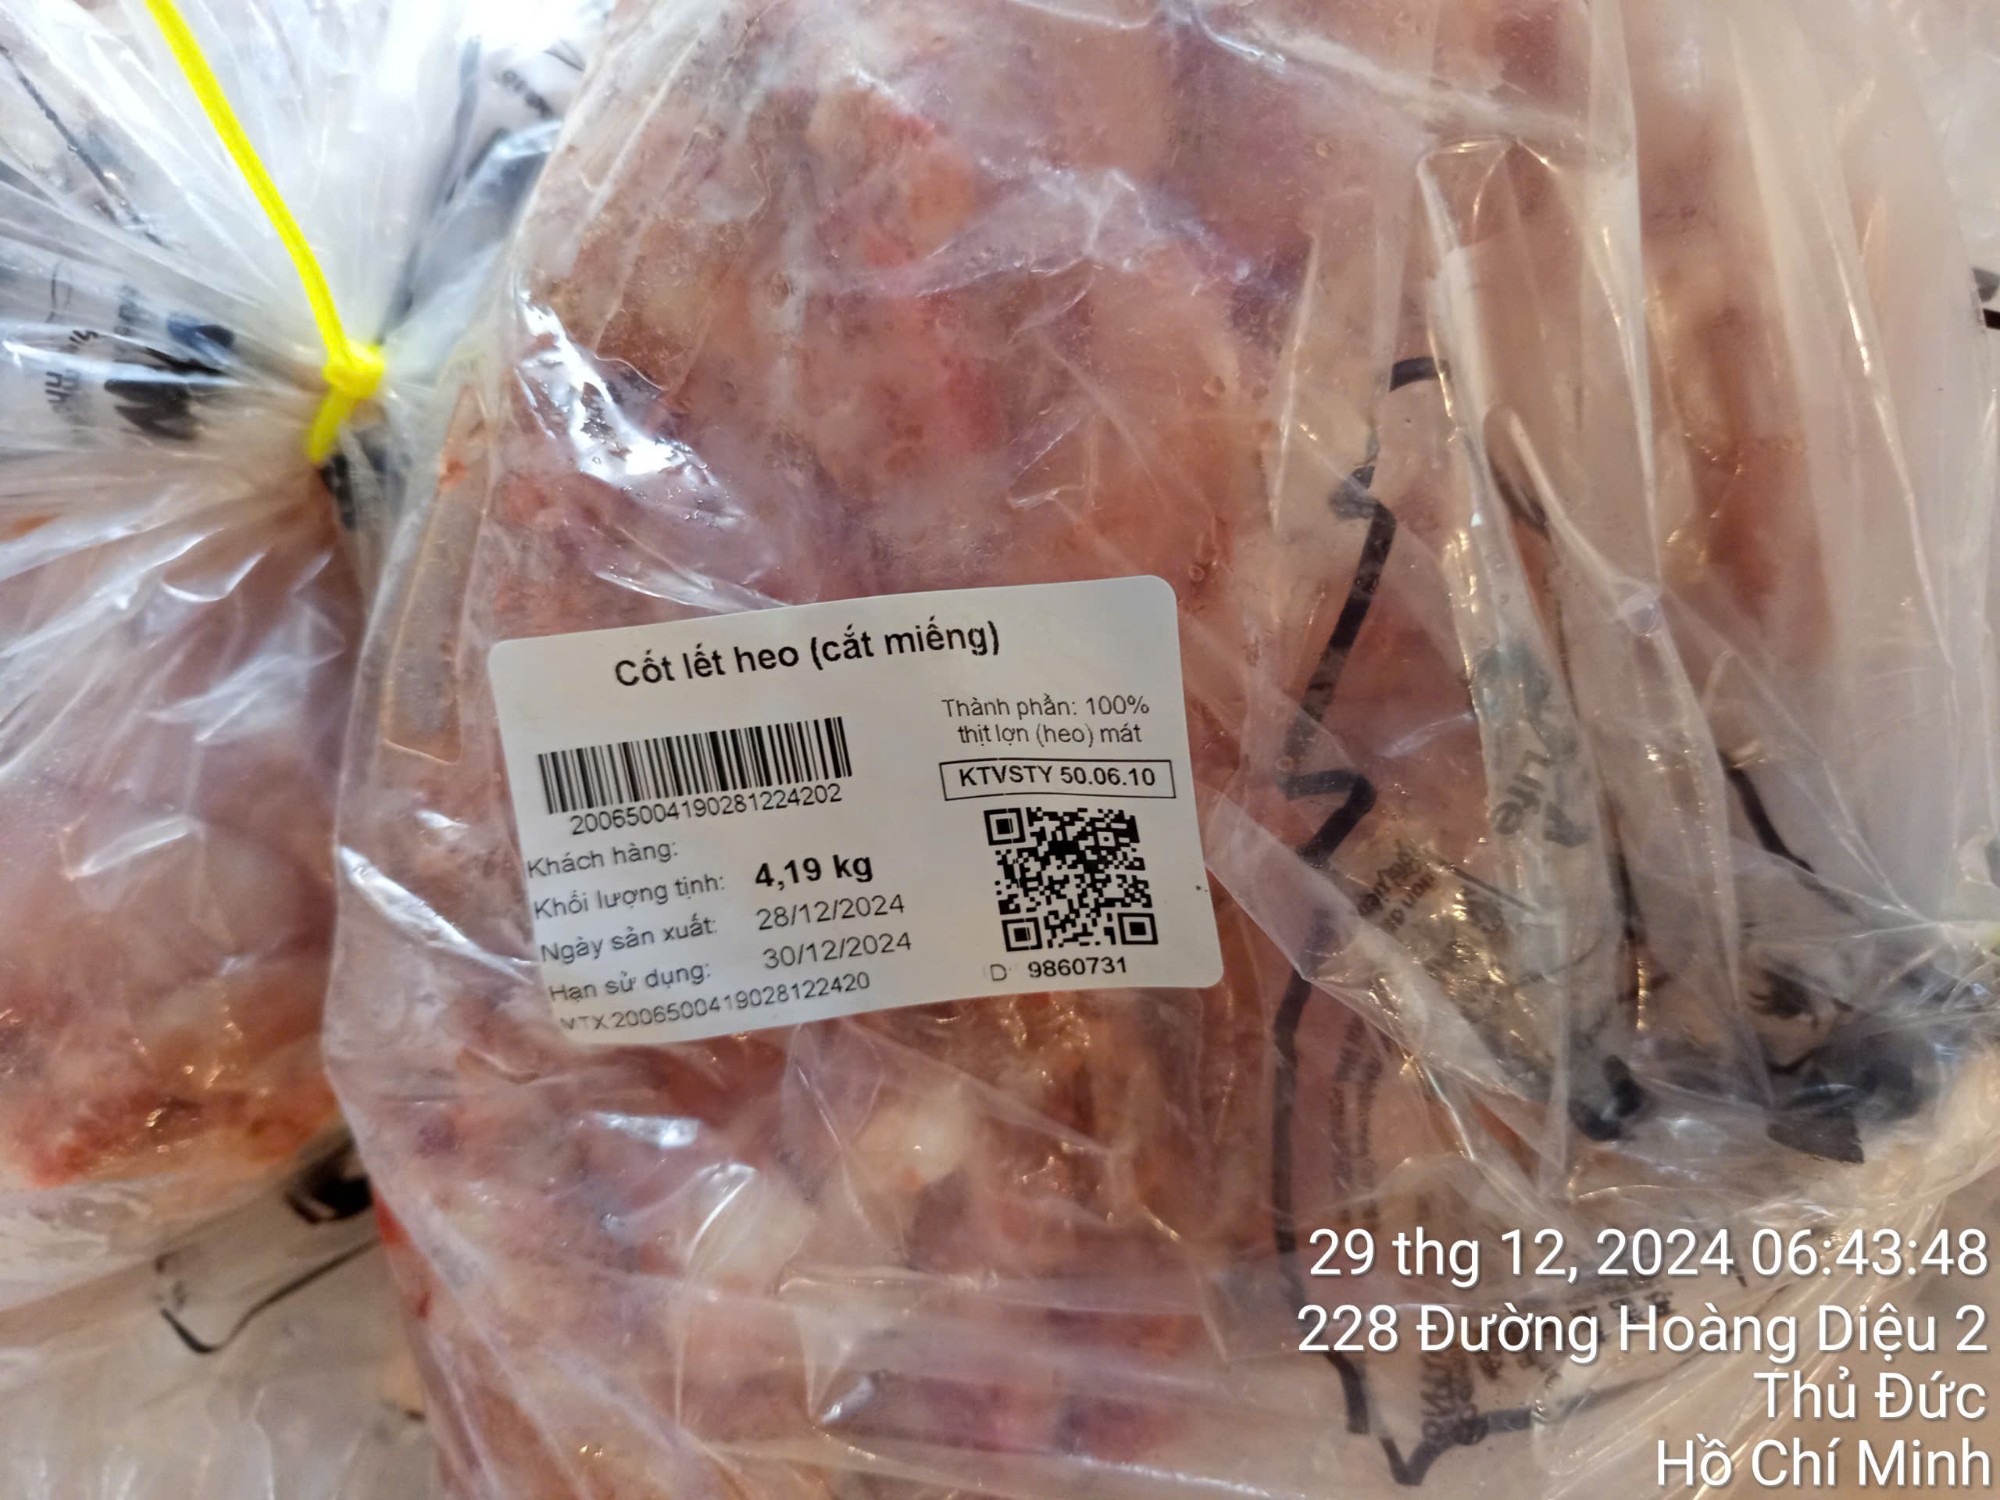 Cốt lết heo (cắt miếng)
200650041902812​24202
Thành phần: 100%
thịt lợn (heo) mát
KTVSTY 50.06.10
Khách hàng:
Khối lượng tịnh: 4,19 kg
Ngày sản xuất: 28/12/2024
Hạn sử dụng: 30/12/2024
MTX 2006500419028122420
ID: 9860731
LIFE
29 thg 12, 2024 06:43:48
228 Đường Hoàng Diệu 2
Thủ Đức
Hồ Chí Minh